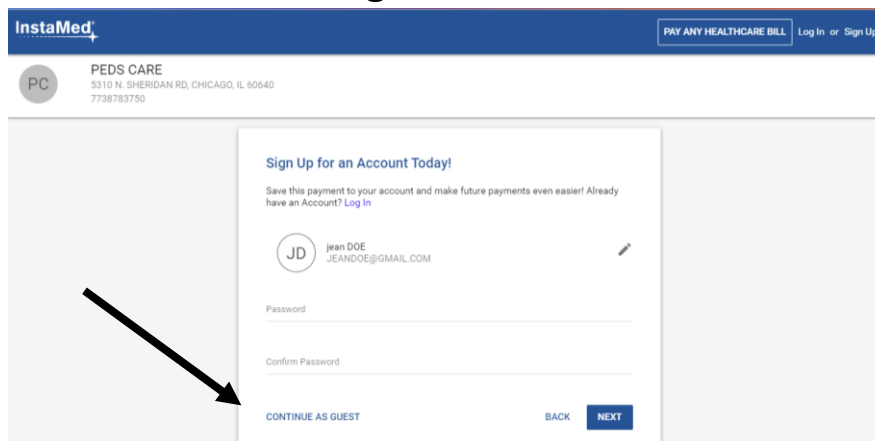 InstaMed
PAY ANY HEALTHCARE BILL Log In or Sign Up
PC
PEDS CARE
5310 N. SHERIDAN RD, CHICAGO, IL 60640
7738783750
Sign Up for an Account Today!
Save this payment to your account and make future payments even easier! Already
have an Account? Log In
JD
jean DOE
JEANDOE@GMAIL.COM
Password
Confirm Password
CONTINUE AS GUEST BACK NEXT